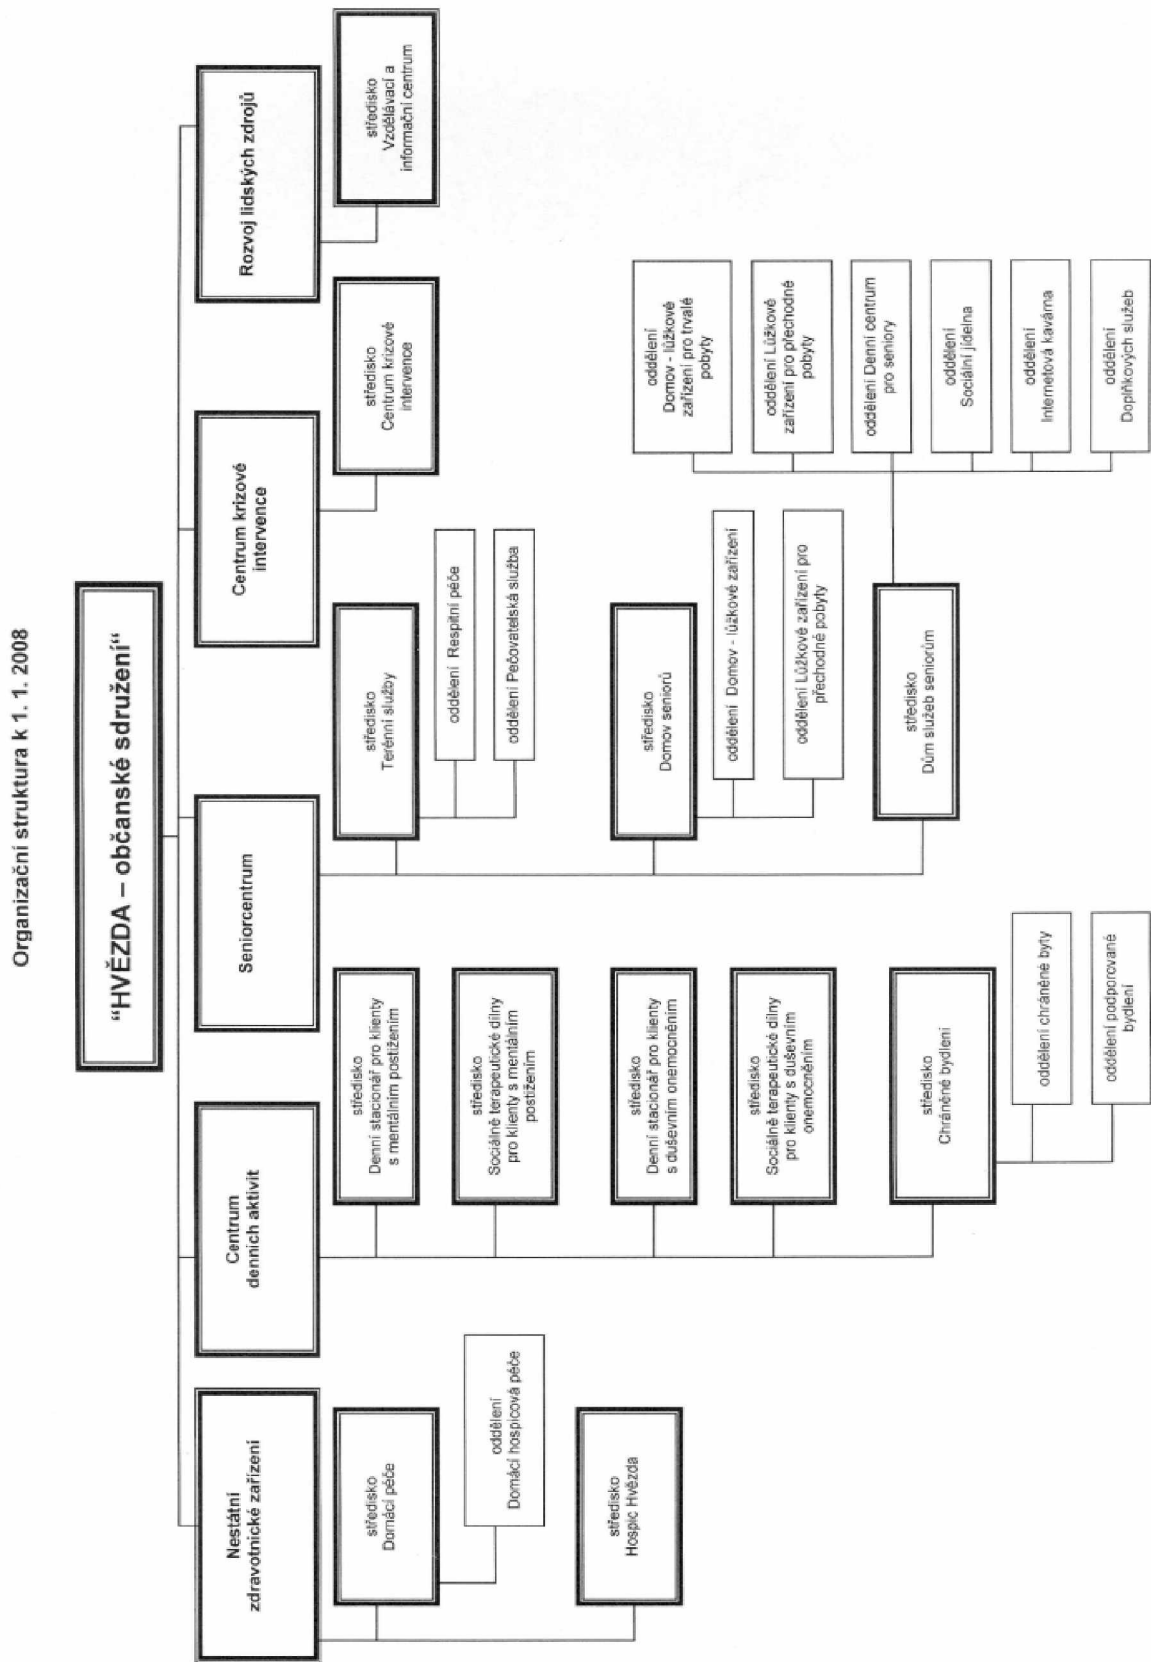 Organizační struktura k 1. 1. 2008
“HVĚZDA – občanské sdružení“
Nestátní
zdravotnické zařízení
středisko
Domácí péče
oddělení
Domácí hospicová péče
středisko
Hospic Hvězda
Centrum
denních aktivit
středisko
Denní stacionář pro klienty
s mentálním postižením
středisko
Sociálně terapeutické dílny
pro klienty s mentálním
postižením
středisko
Denní stacionář pro klienty
s duševním onemocněním
středisko
Sociálně terapeutické dílny
pro klienty s duševním
onemocněním
středisko
Chráněné bydlení
oddělení chráněné byty
oddělení podporované
bydlení
Seniorcentrum
středisko
Terénní služby
oddělení Respitní péče
oddělení Pečovatelská služba
středisko
Domov seniorů
oddělení Domov - lůžkové zařízení
oddělení Lůžkové zařízení pro
přechodné pobyty
středisko
Dům služeb seniorům
oddělení
Domov - lůžkové
zařízení pro trvalé
pobyty
oddělení Lůžkové
zařízení pro přechodné
pobyty
oddělení Denní centrum
pro seniory
oddělení
Sociální jídelna
oddělení
Internetová kavárna
oddělení
Doplňkových služeb
Centrum krizové
intervence
středisko
Centrum krizové
intervence
Rozvoj lidských zdrojů
středisko
Vzdělávací a
informační centrum